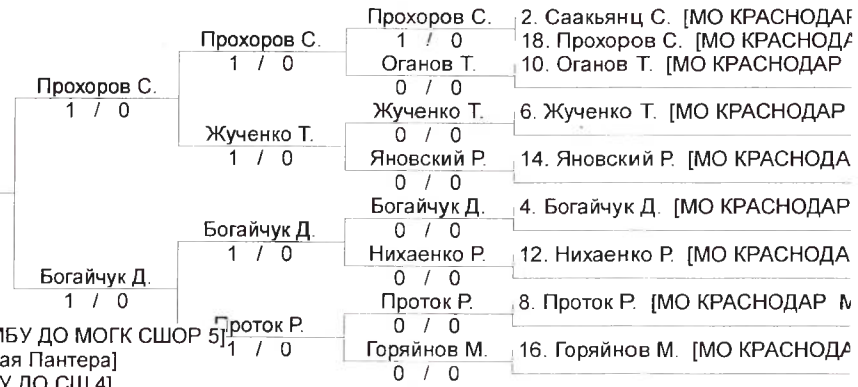 Прохоров С. 2. Саакьянц С. [МО КРАСНОДАР
Прохоров С. 1 / 0 18. Прохоров С. [МО КРАСНОДА
1 / 0 Оганов Т. 10. Оганов Т. [МО КРАСНОДАР
0 / 0
Прохоров С. Жученко Т. 6. Жученко Т. [МО КРАСНОДАР
1 / 0 0 / 0
Жученко Т. Яновский Р. 14. Яновский Р. [МО КРАСНОДА
1 / 0 0 / 0
Богайчук Д. 4. Богайчук Д. [МО КРАСНОДАР
Богайчук Д. 0 / 0
1 / 0 Нихаенко Р. 12. Нихаенко Р. [МО КРАСНОДА
Богайчук Д. 0 / 0
1 / 0 Проток Р. 8. Проток Р. [МО КРАСНОДАР М
ИБУ ДО МОГК СШОР 5] Проток Р. 0 / 0
1 / 0 Горяйнов М. 16. Горяйнов М. [МО КРАСНОДА
ая Пантера] 0 / 0
У ДО СШ 4]